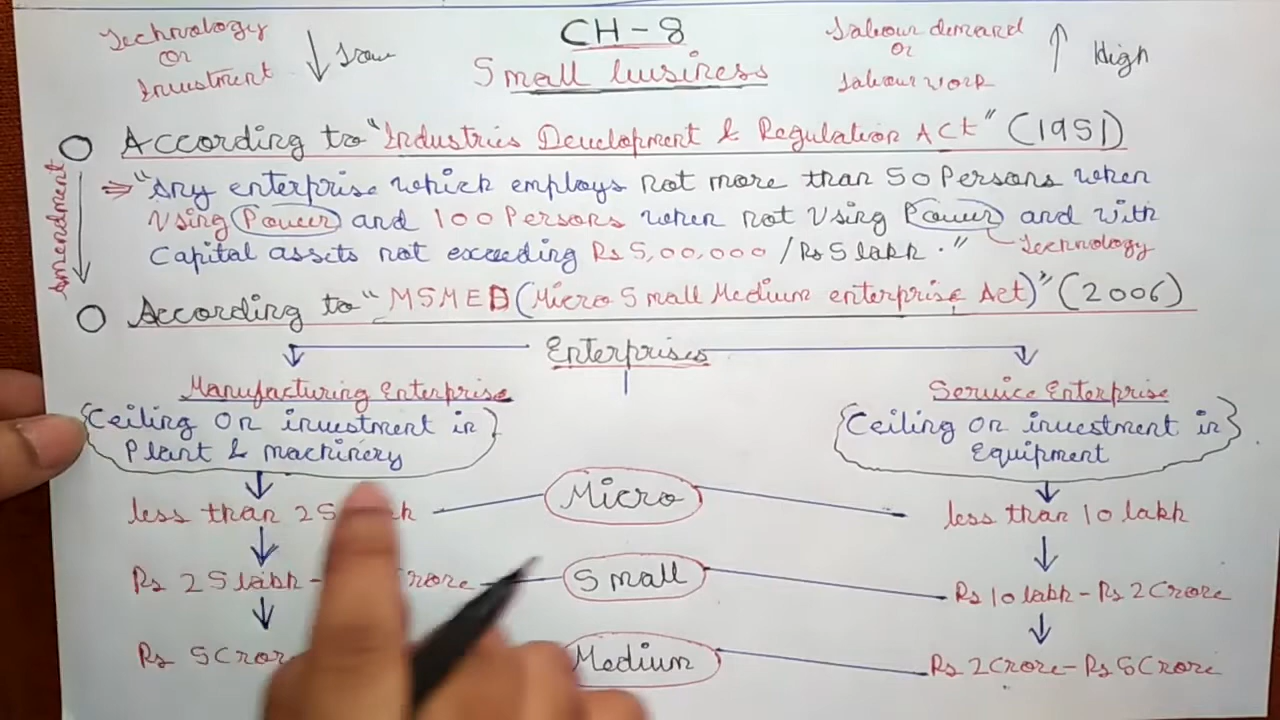 CH-8
Small business
Technology
or
Investment
Low
Labour demand
or
Labour work
High
According to "Industries Development & Regulation Act" (1951)
Amendment
"Any enterprise which employs not more than 50 Persons when
Using Power and 100 Persons when not Using Power and with
Capital assets not exceeding Rs 5,00,000 / Rs 5 lakh."
Technology
According to "MSMED (Micro Small Medium enterprise Act)" (2006)
Enterprises
Manufacturing Enterprise
Ceiling On investment in
Plant & machinery
Service Enterprise
Ceiling On investment in
Equipment
less than 25
Micro
less than 10 lakh
Rs 25 lakh - Crore
Small
Rs 10 lakh - Rs 2 Crore
Rs 5 Cror
Medium
Rs 2 Crore - Rs 5 Crore